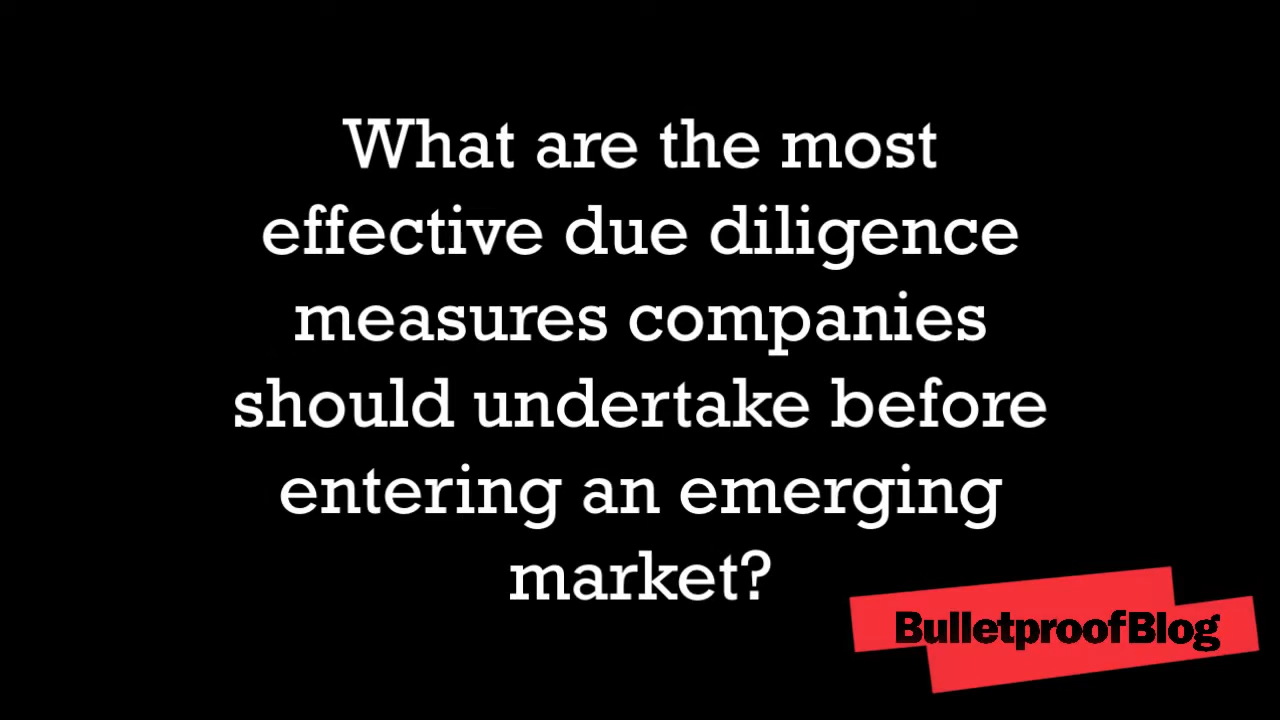 What are the most
effective due diligence
measures companies
should undertake before
entering an emerging
market?
BulletproofBlog